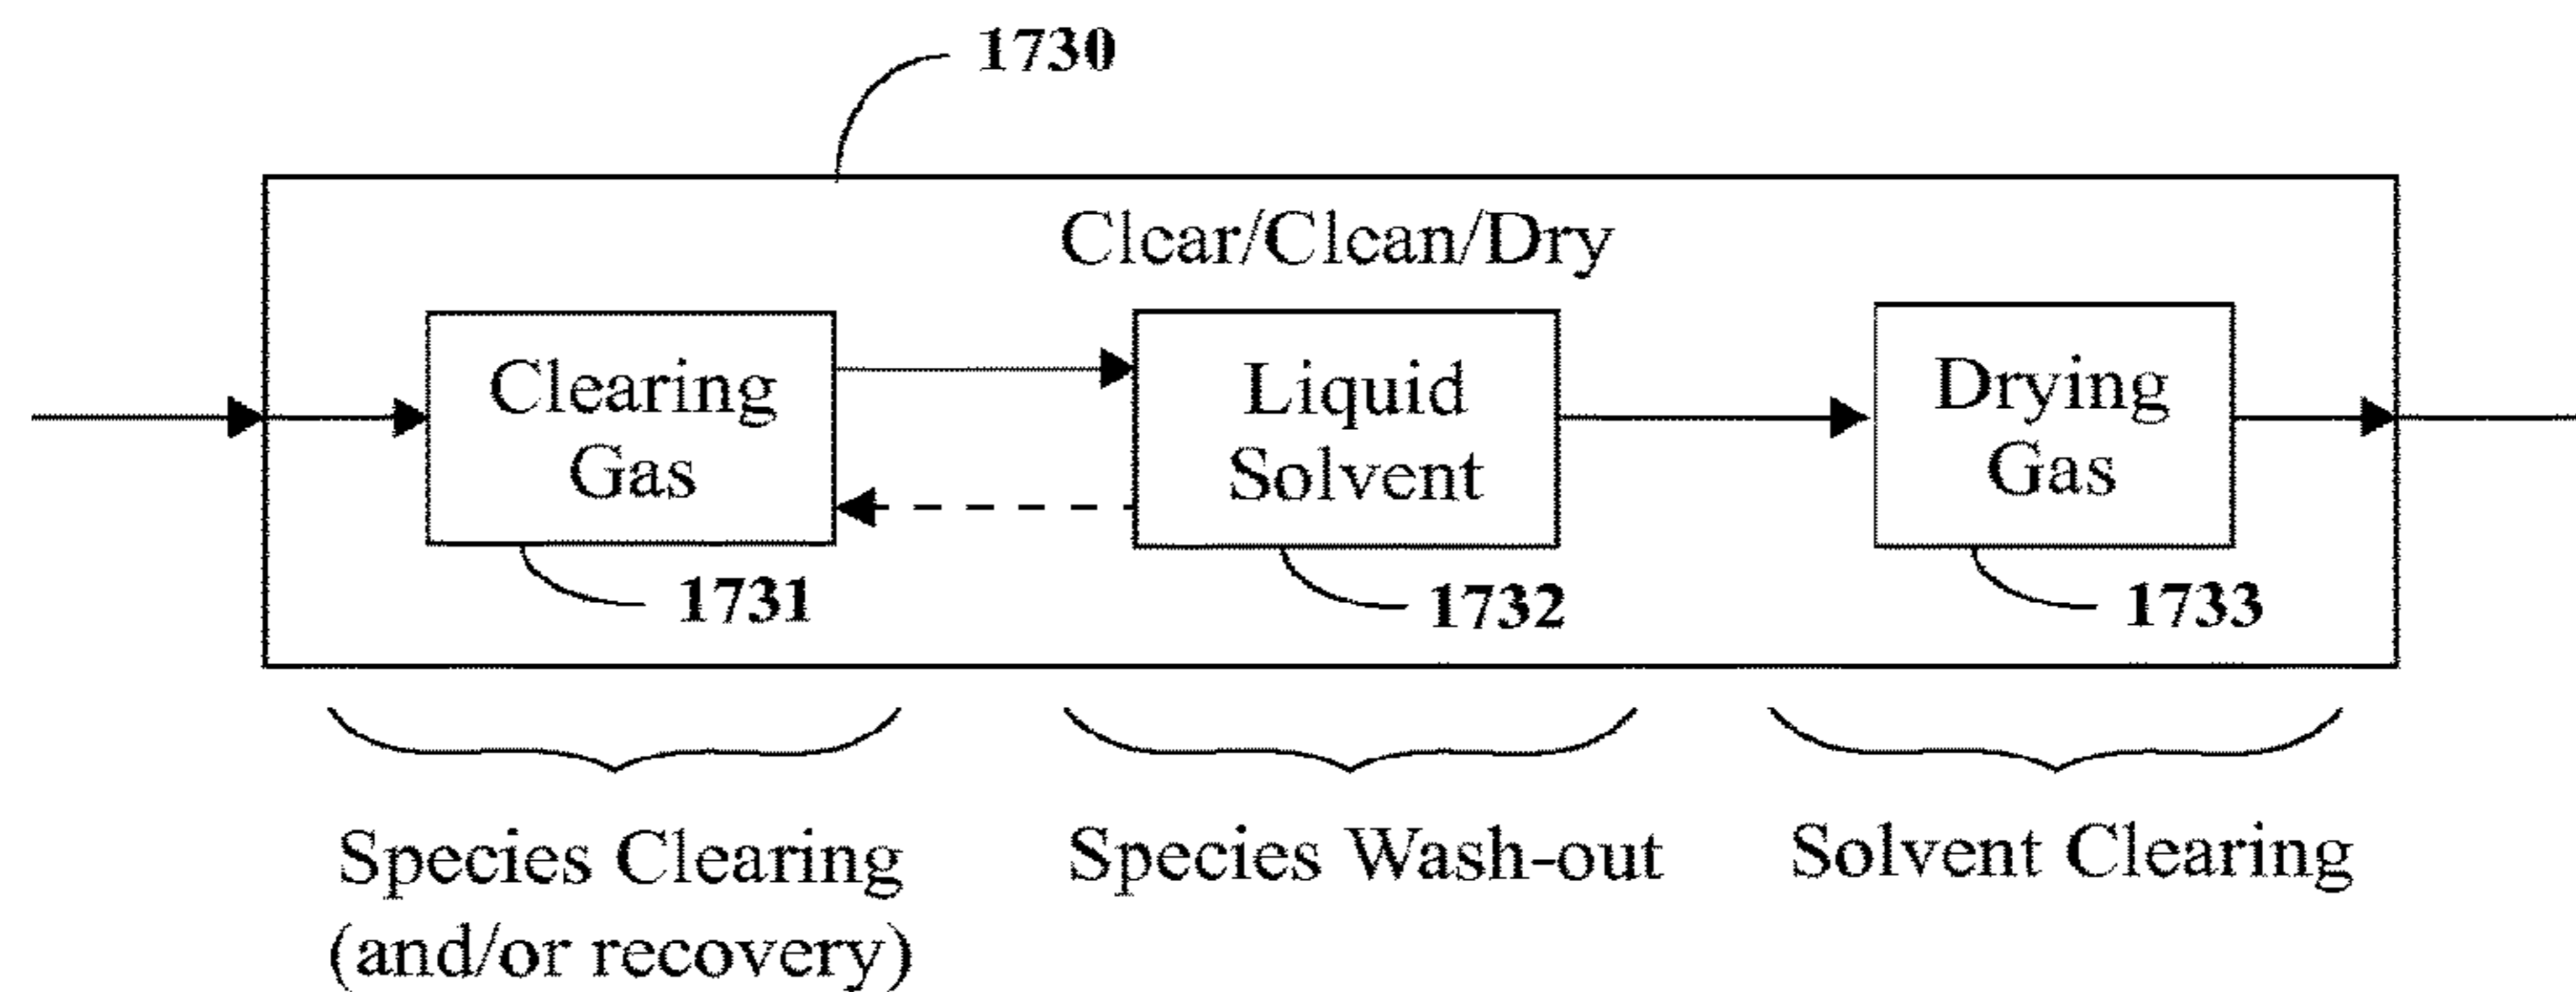 1730
Clear/Clean/Dry
Clearing
Gas
Liquid
Solvent
Drying
Gas
1731
1732
1733
Species Clearing
(and/or recovery)
Species Wash-out
Solvent Clearing